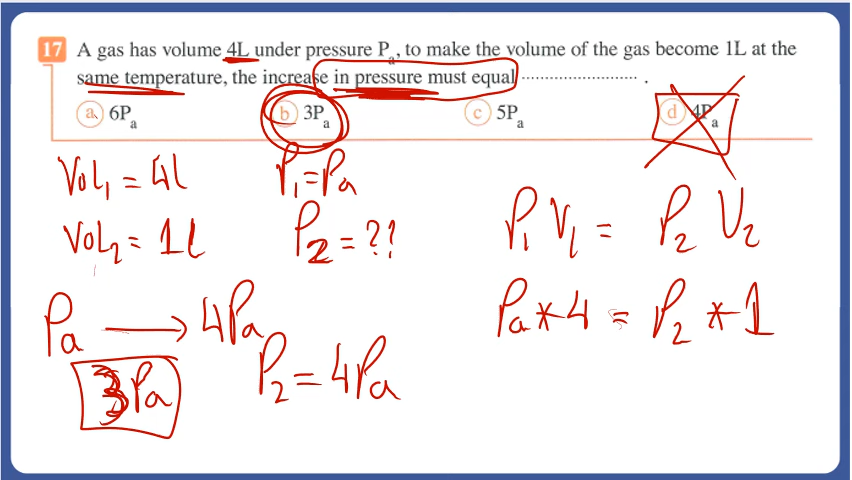 17 A gas has volume 4L under pressure Pₐ, to make the volume of the gas become 1L at the
same temperature, the increase in pressure must equal ............................ .
a 6Pₐ b 3Pₐ c 5Pₐ d 4Pₐ
Vol₁ = 4L P₁ = Pa
Vol₂ = 1L P₂ = ??
P₁ V₁ = P₂ V₂
Pa * 4 = P₂ * 1
Pa → 4Pa
P₂ = 4Pa
3Pa